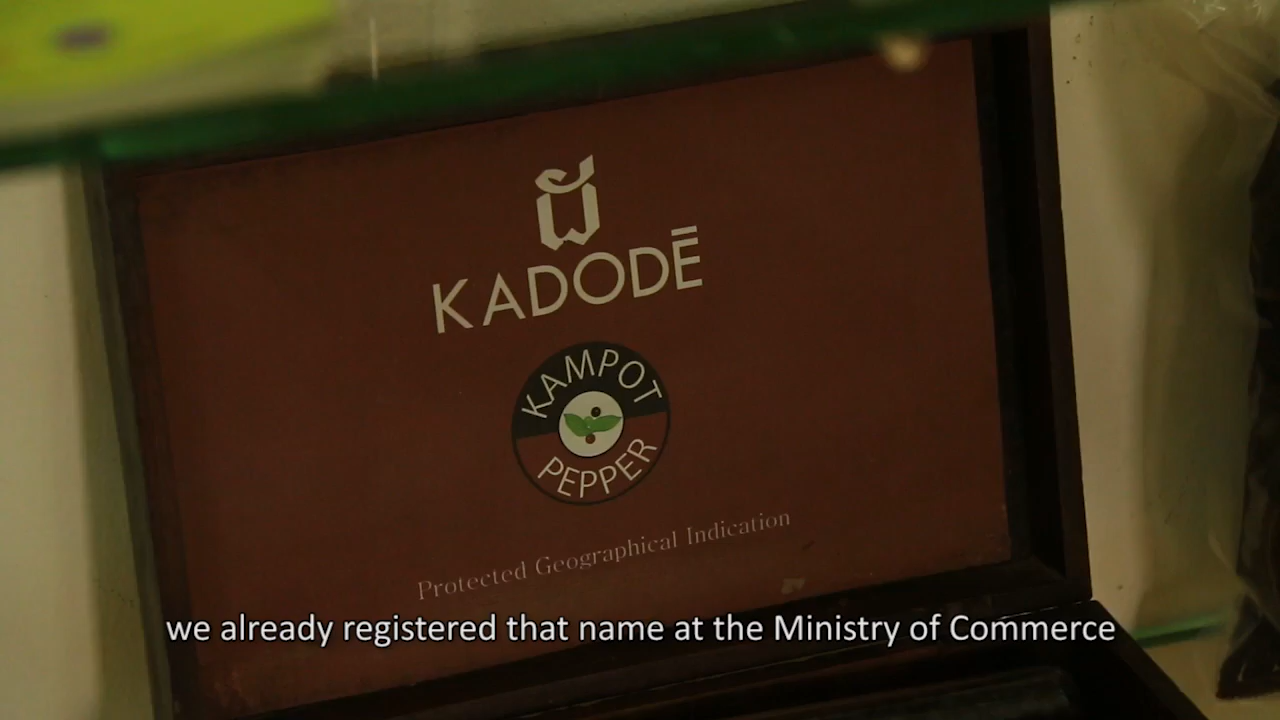 KADODĒ
KAMPOT
PEPPER
Protected Geographical Indication
we already registered that name at the Ministry of Commerce